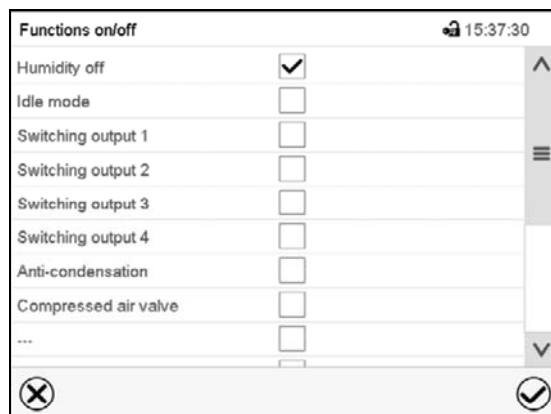 Functions on/off 15:37:30
Humidity off
Idle mode
Switching output 1
Switching output 2
Switching output 3
Switching output 4
Anti-condensation
Compressed air valve
---